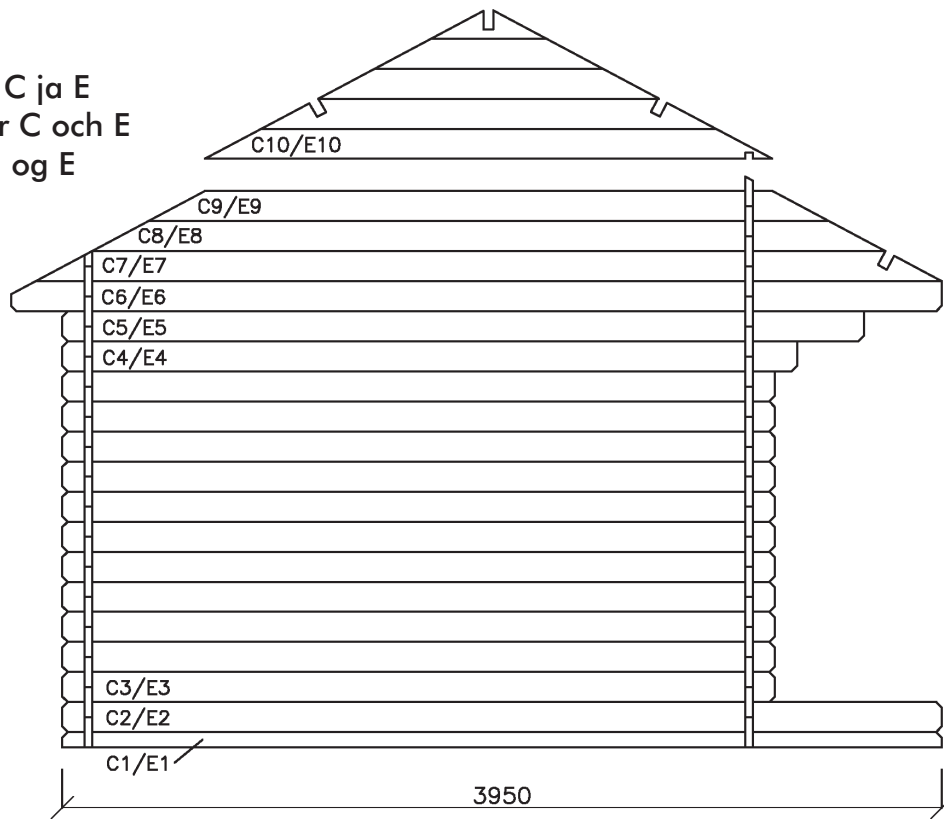 C ja E
r C och E
og E
C10/E10
C9/E9
C8/E8
C7/E7
C6/E6
C5/E5
C4/E4
C3/E3
C2/E2
C1/E1
3950